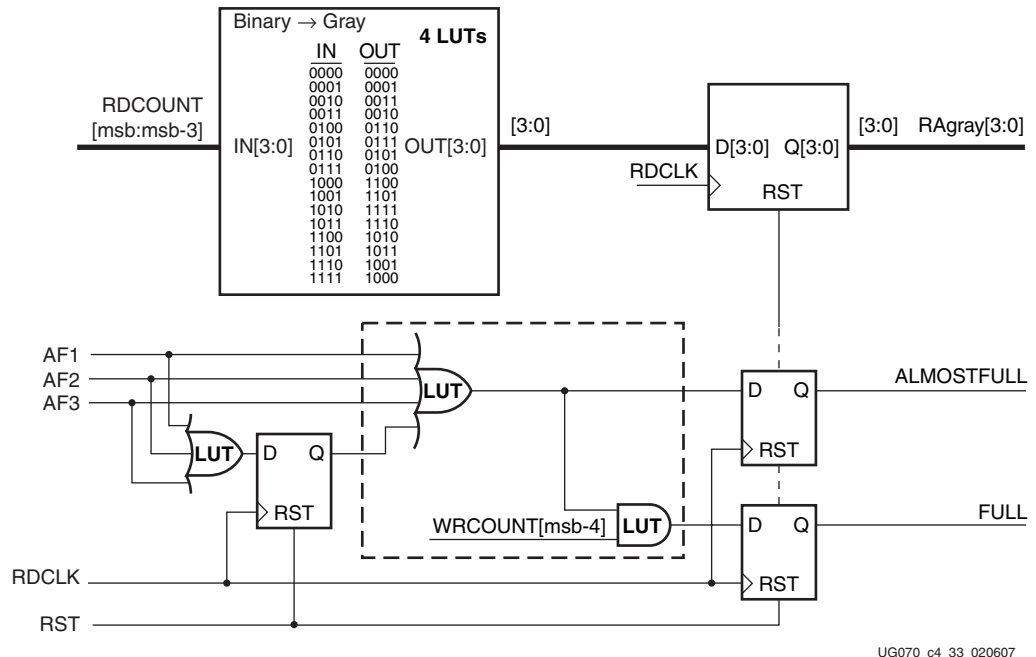 Binary → Gray
4 LUTs
IN OUT
0000 0000
0001 0001
0010 0011
0011 0010
0100 0110
0101 0111
0110 0101
0111 0100
1000 1100
1001 1101
1010 1111
1011 1110
1100 1010
1101 1011
1110 1001
1111 1000
RDCOUNT
[msb:msb-3]
IN[3:0] OUT[3:0]
[3:0]
D[3:0] Q[3:0]
RDCLK
RST
[3:0] RAgray[3:0]
AF1
AF2
AF3
LUT
D Q
RST
LUT
WRCOUNT[msb-4]
LUT
D Q
RST
ALMOSTFULL
D Q
RST
FULL
RDCLK
RST
UG070_c4_33_020607